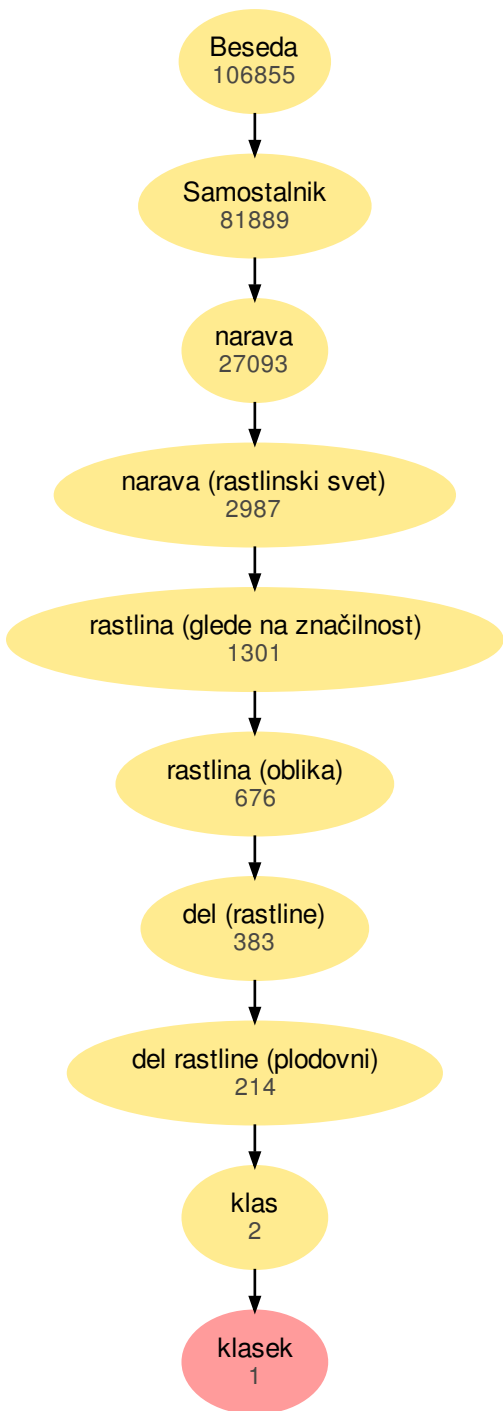 Beseda
106855
Samostalnik
81889
narava
27093
narava (rastlinski svet)
2987
rastlina (glede na značilnost)
1301
rastlina (oblika)
676
del (rastline)
383
del rastline (plodovni)
214
klas
2
klasek
1